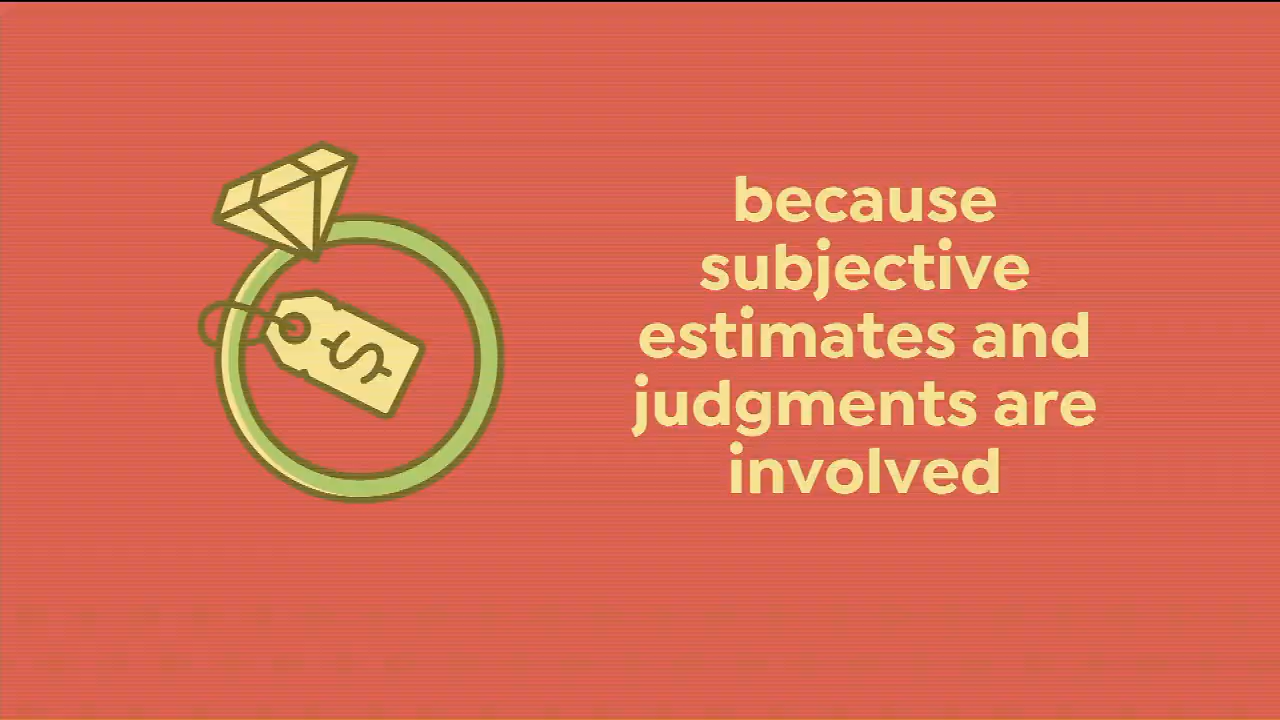 because
subjective
estimates and
judgments are
involved
$